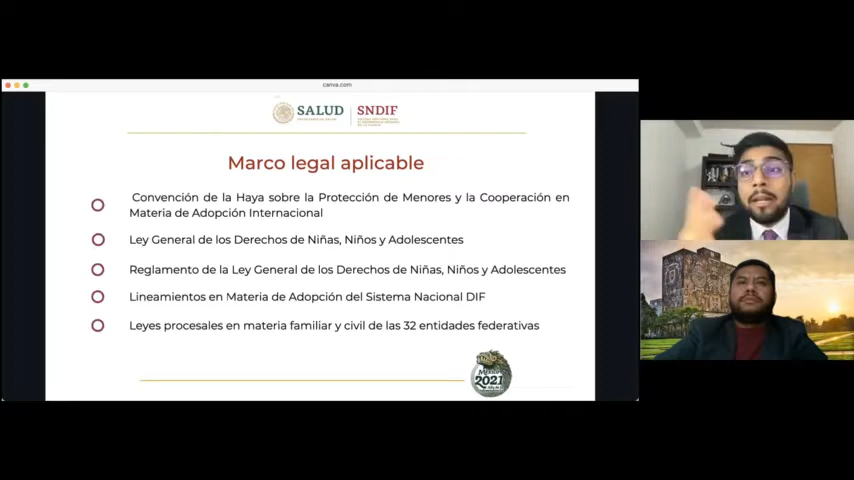 canva.com
SALUD
SNDIF
Marco legal aplicable
Convención de la Haya sobre la Protección de Menores y la Cooperación en
Materia de Adopción Internacional
Ley General de los Derechos de Niñas, Niños y Adolescentes
Reglamento de la Ley General de los Derechos de Niñas, Niños y Adolescentes
Lineamientos en Materia de Adopción del Sistema Nacional DIF
Leyes procesales en materia familiar y civil de las 32 entidades federativas
2021